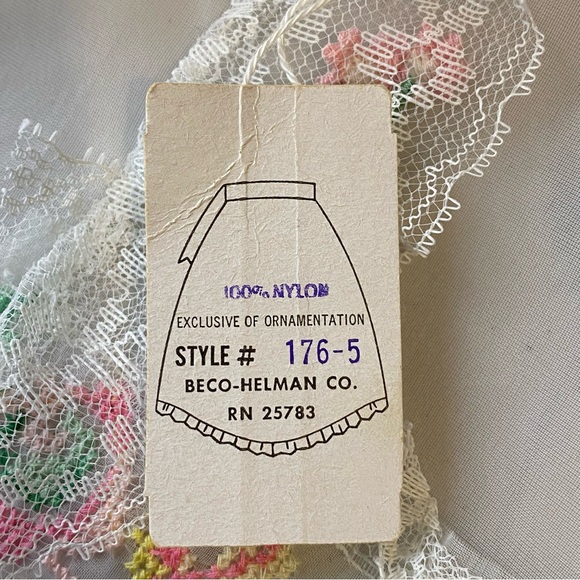 100% NYLON
EXCLUSIVE OF ORNAMENTATION
STYLE # 176-5
BECO-HELMAN CO.
RN 25783